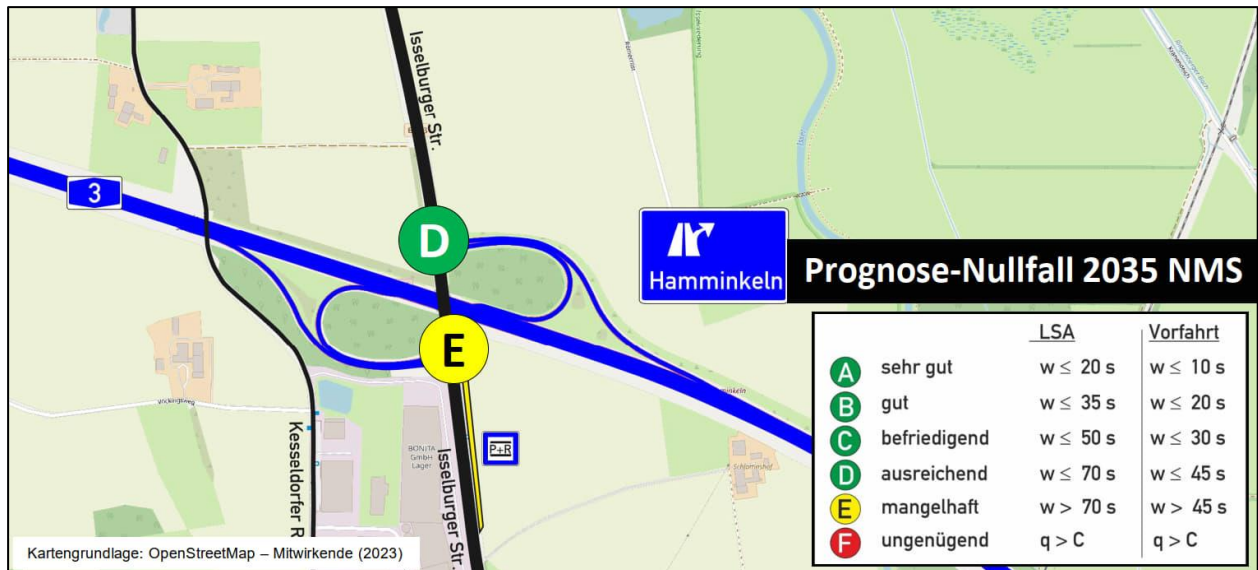 Isselburger Str.
3
D
Hamminkeln
Prognose-Nullfall 2035 NMS
E
BONITA
GmbH
Lager
P+R
Kesseldorfer R
Isselburger Str.
LSA Vorfahrt
A sehr gut w ≤ 20 s w ≤ 10 s
B gut w ≤ 35 s w ≤ 20 s
C befriedigend w ≤ 50 s w ≤ 30 s
D ausreichend w ≤ 70 s w ≤ 45 s
E mangelhaft w > 70 s w > 45 s
F ungenügend q > C q > C
Kartengrundlage: OpenStreetMap – Mitwirkende (2023)